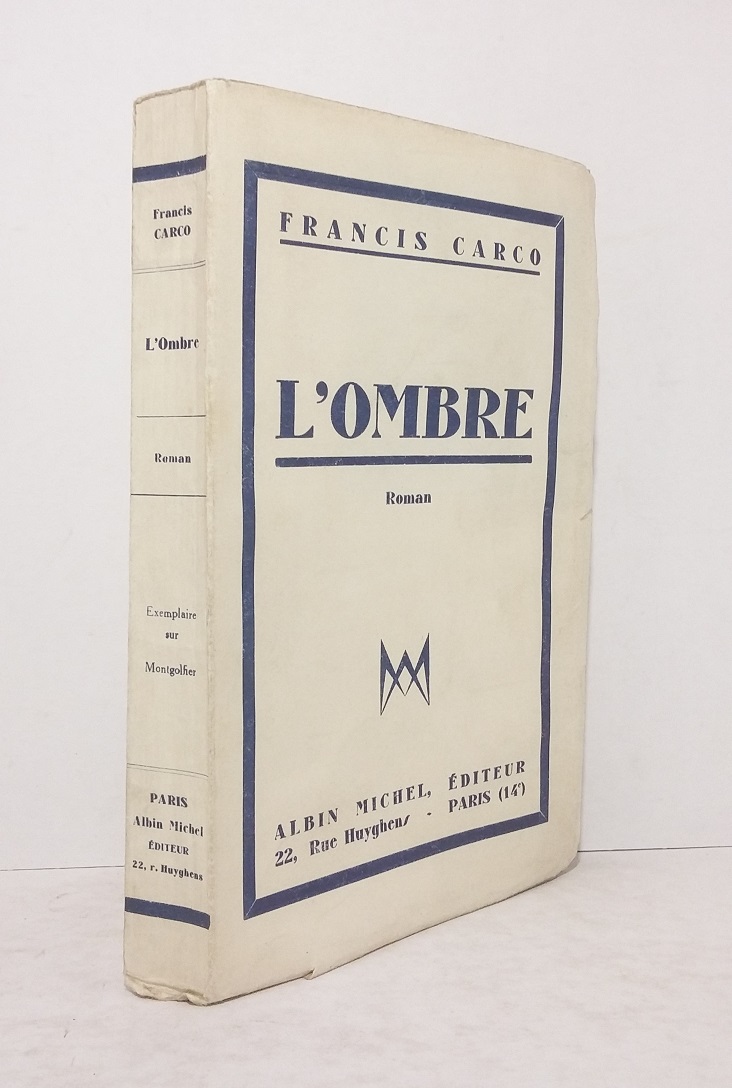 Francis
CARCO
L'Ombre
Roman
Exemplaire
sur
Montgolfier
PARIS
Albin Michel
ÉDITEUR
22, r. Huyghens
FRANCIS CARCO
L'OMBRE
Roman
ALBIN MICHEL, ÉDITEUR
22, Rue Huyghens - PARIS (14e)